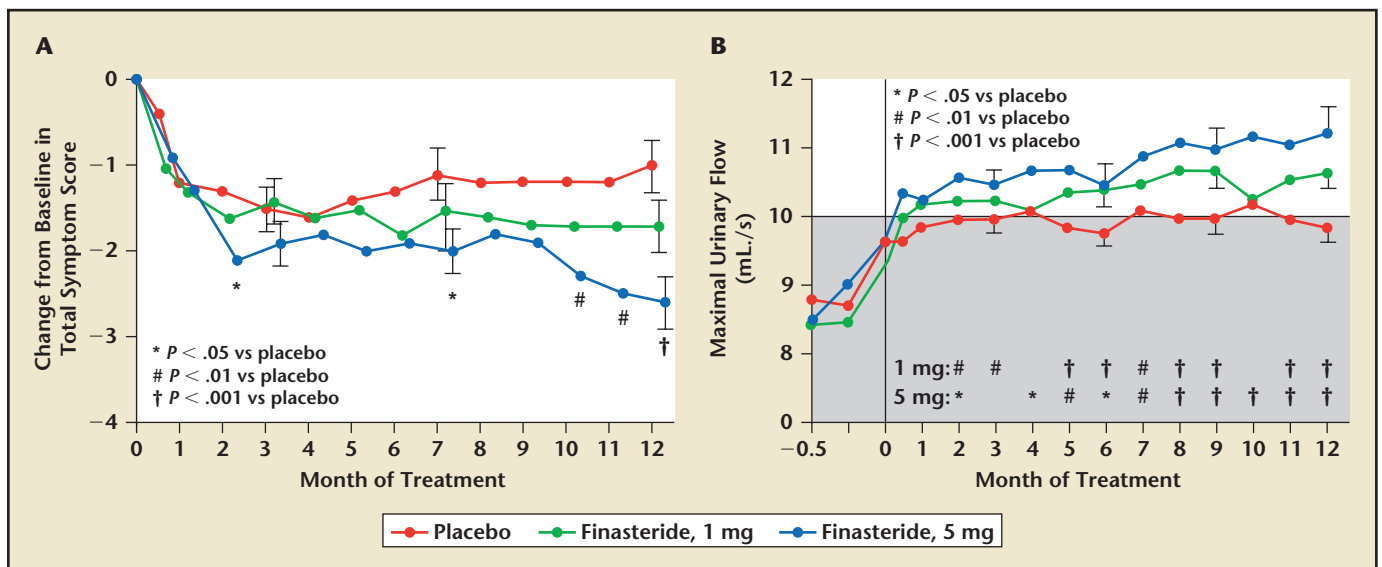 A
Change from Baseline in
Total Symptom Score
0
−1
−2
−3
−4
* P < .05 vs placebo
# P < .01 vs placebo
† P < .001 vs placebo
* * # # †
0 1 2 3 4 5 6 7 8 9 10 11 12
Month of Treatment
B
Maximal Urinary Flow
(mL./s)
12
11
10
9
8
0
* P < .05 vs placebo
# P < .01 vs placebo
† P < .001 vs placebo
1 mg: # # † † # † † † †
5 mg: * * # * # † † † † †
−0.5 0 1 2 3 4 5 6 7 8 9 10 11 12
Month of Treatment
Placebo Finasteride, 1 mg Finasteride, 5 mg